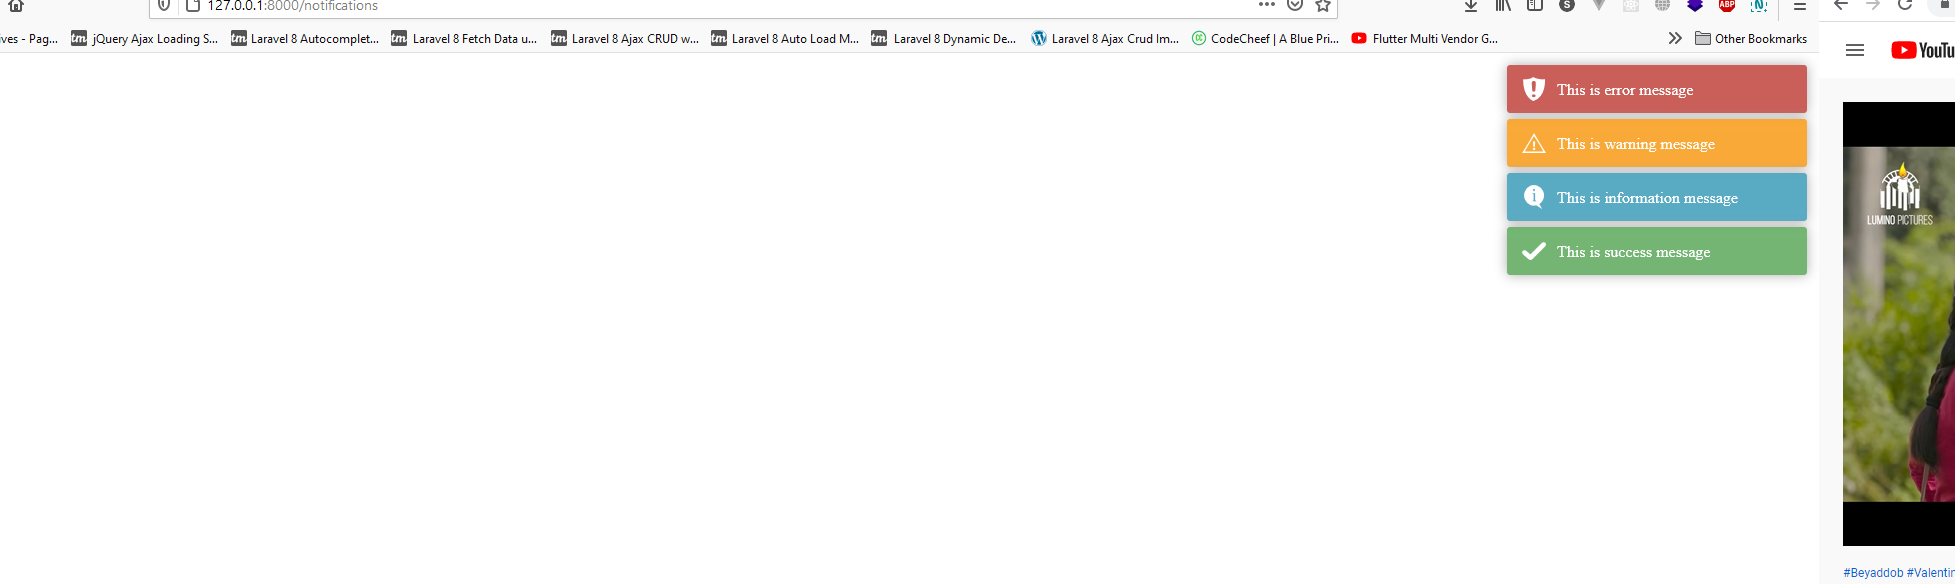 127.0.0.1:8000/notifications
ives - Pag... jQuery Ajax Loading S... Laravel 8 Autocomplet... Laravel 8 Fetch Data u... Laravel 8 Ajax CRUD w... Laravel 8 Auto Load M... Laravel 8 Dynamic De... Laravel 8 Ajax Crud Im... CodeCheef | A Blue Pri... Flutter Multi Vendor G... Other Bookmarks
This is error message
This is warning message
This is information message
This is success message
YouTu
LUMINO PICTURES
#Beyaddob #Valentin